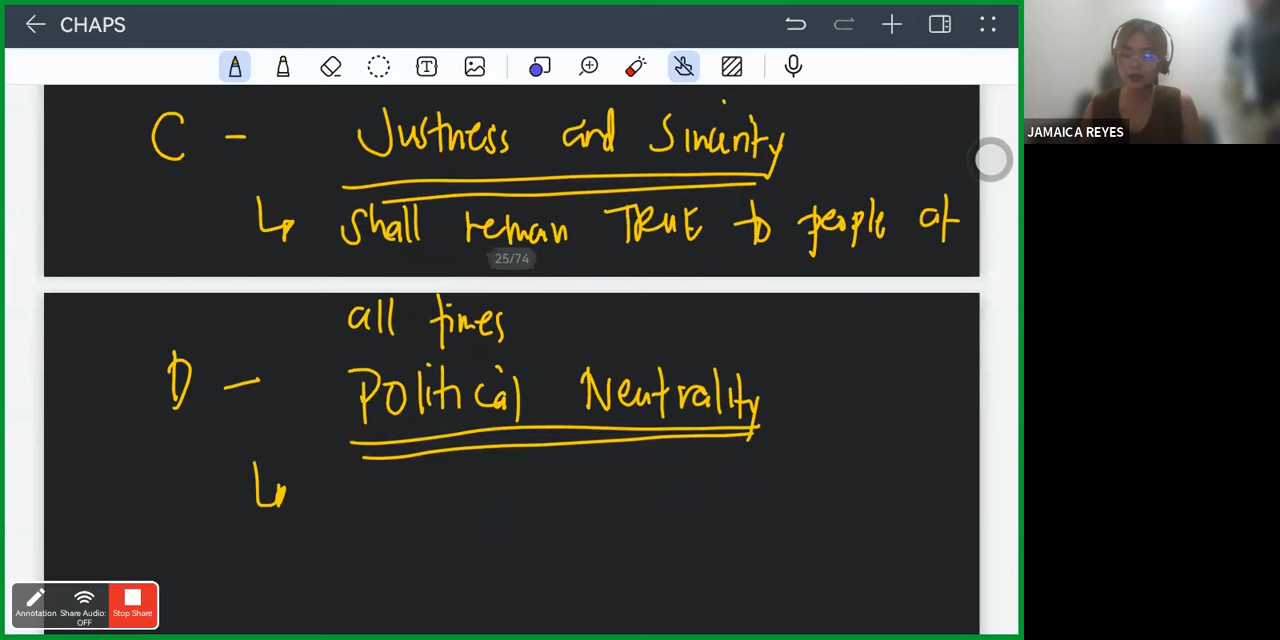 CHAPS
JAMAICA REYES
C - Justness and Sincerity
↳ shall remain TRUE to people at
25/74
all times
D - Political Neutrality
↳
Annotation Share Audio: OFF Stop Share